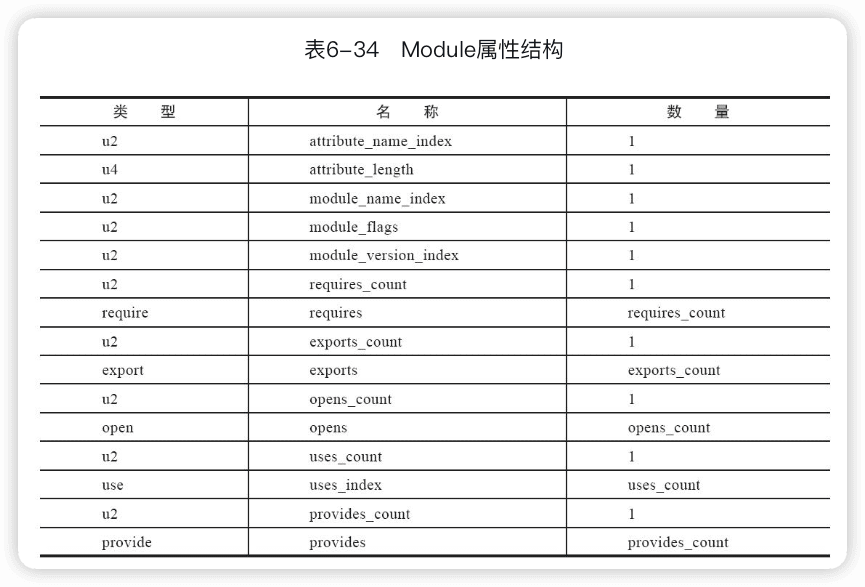 表6-34 Module属性结构
类 型 名 称 数 量
u2 attribute_name_index 1
u4 attribute_length 1
u2 module_name_index 1
u2 module_flags 1
u2 module_version_index 1
u2 requires_count 1
require requires requires_count
u2 exports_count 1
export exports exports_count
u2 opens_count 1
open opens opens_count
u2 uses_count 1
use uses_index uses_count
u2 provides_count 1
provide provides provides_count